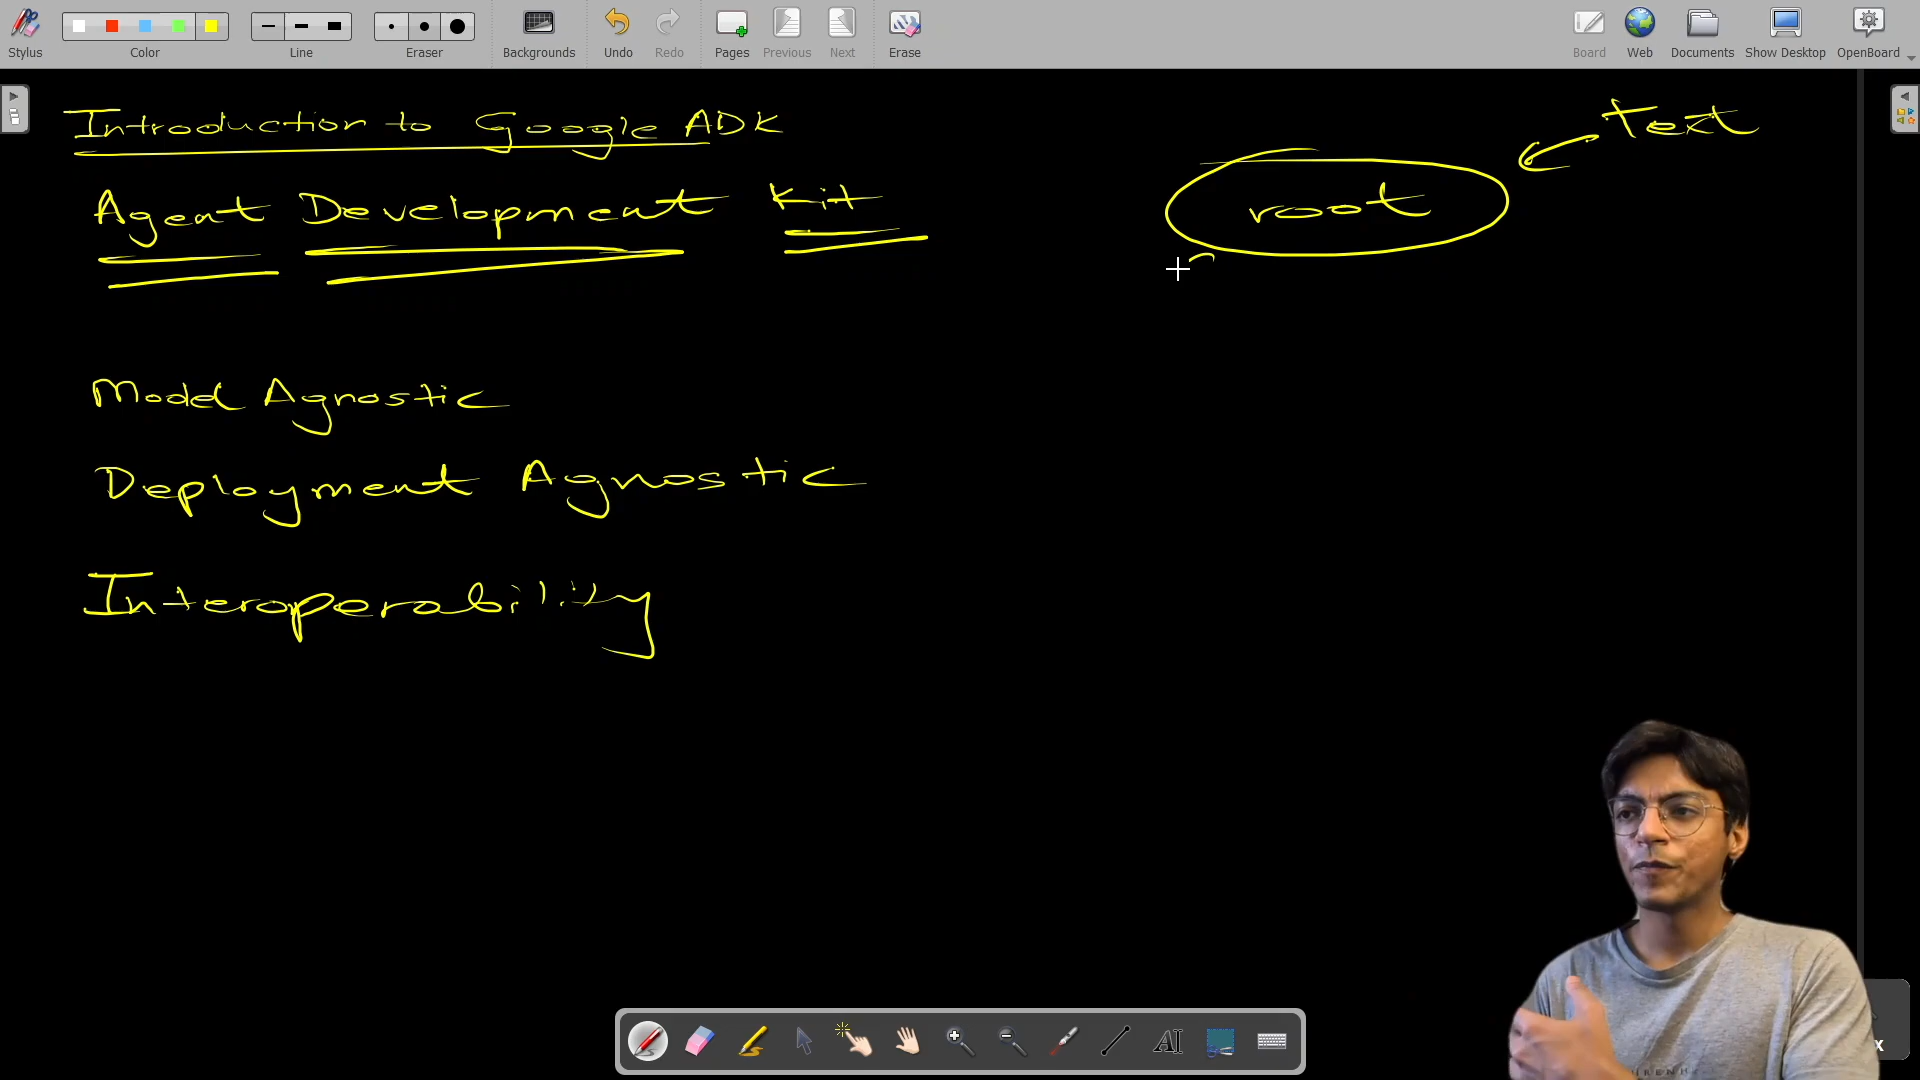 Stylus Color Line Eraser Backgrounds Undo Redo Pages Previous Next Erase Board Web Documents Show Desktop OpenBoard
Introduction to Google ADK
Agent Development Kit
text
root
Model Agnostic
Deployment Agnostic
Interoperability